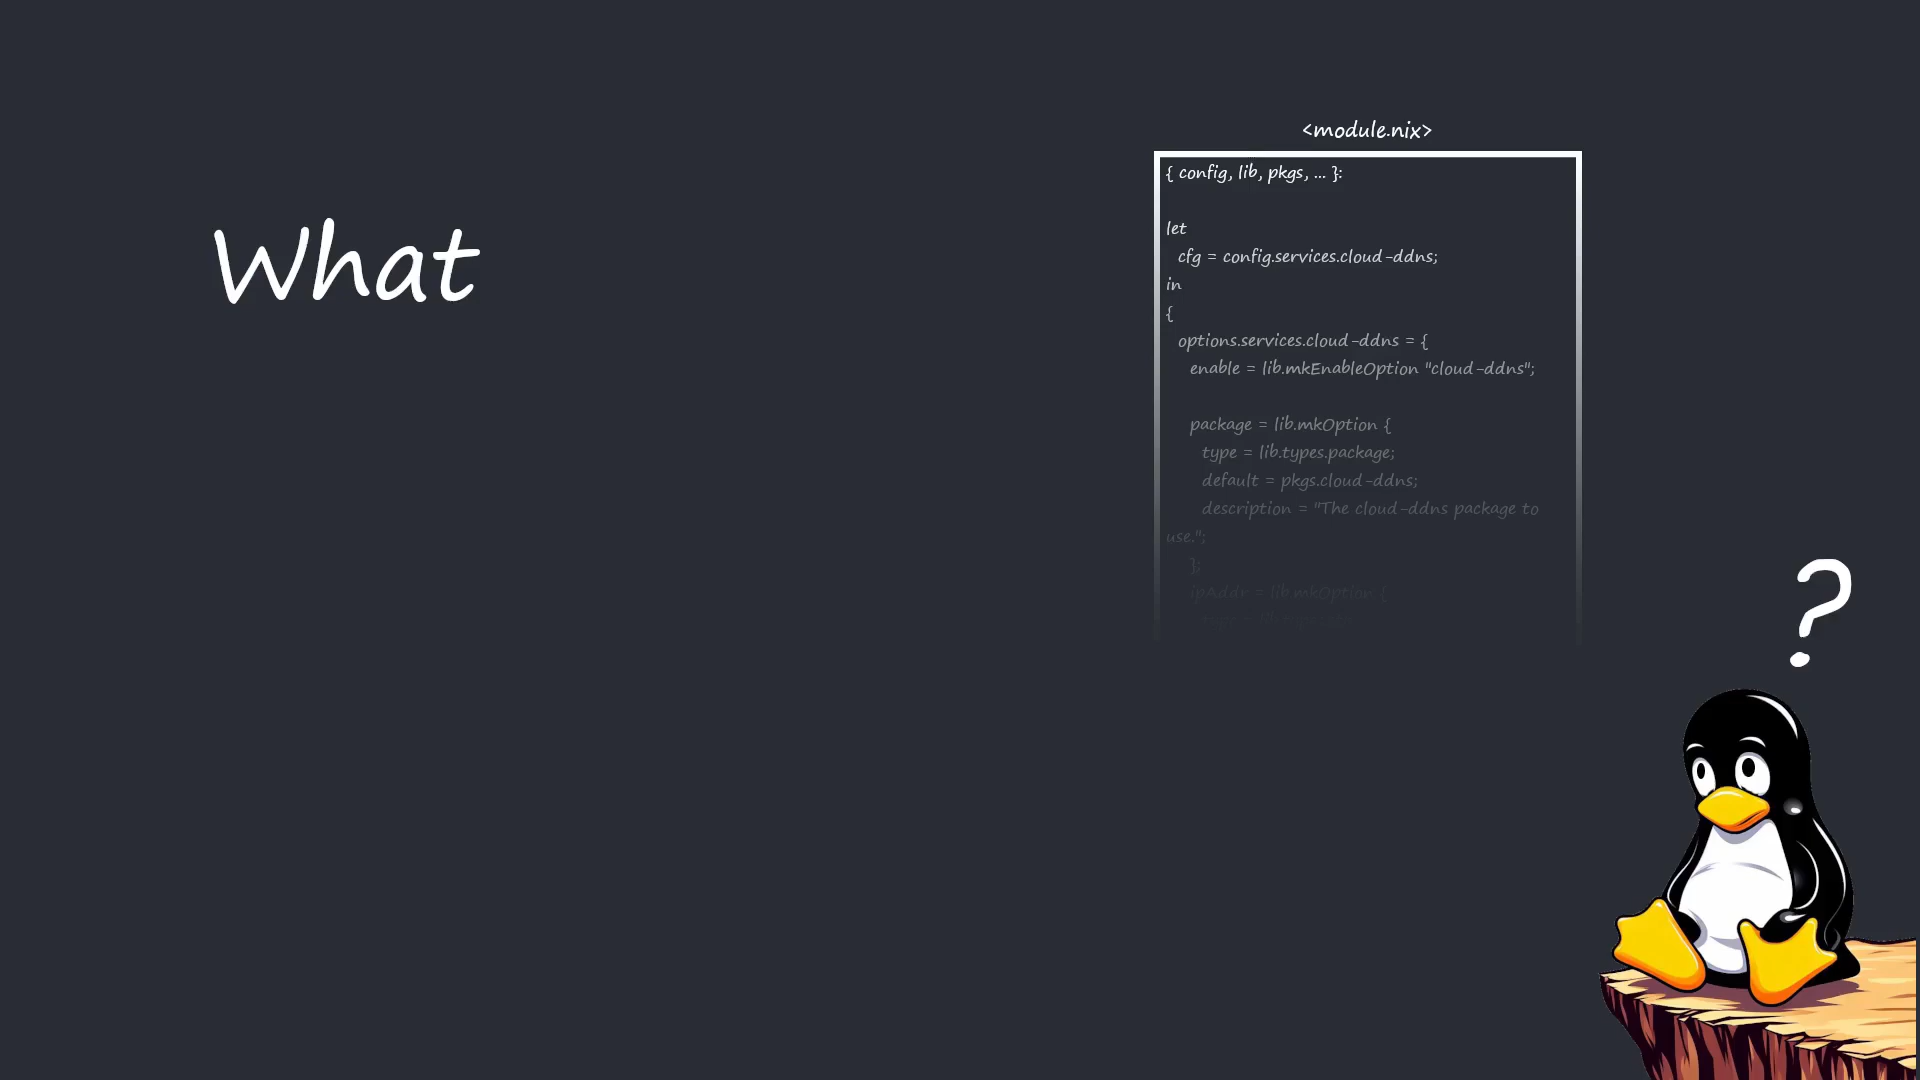 What
<module.nix>
{ config, lib, pkgs, ... }:
let
cfg = config.services.cloud-ddns;
in
{
options.services.cloud-ddns = {
enable = lib.mkEnableOption "cloud-ddns";
package = lib.mkOption {
type = lib.types.package;
default = pkgs.cloud-ddns;
description = "The cloud-ddns package to
use.";
};
ipAddr = lib.mkOption {
?